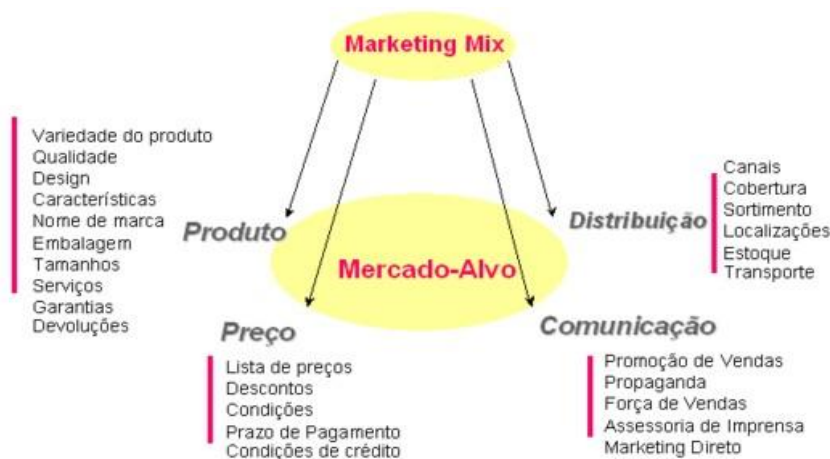 Marketing Mix
Variedade do produto
Qualidade
Design
Características
Nome de marca
Embalagem
Tamanhos
Serviços
Garantias
Devoluções
Produto
Mercado-Alvo
Distribuição
Canais
Cobertura
Sortimento
Localizações
Estoque
Transporte
Preço
Lista de preços
Descontos
Condições
Prazo de Pagamento
Condições de crédito
Comunicação
Promoção de Vendas
Propaganda
Força de Vendas
Assessoria de Imprensa
Marketing Direto